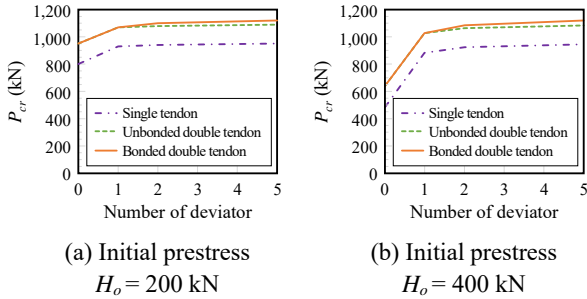 1,200
1,000
800
600
400
200
0
P_cr (kN)
Single tendon
Unbonded double tendon
Bonded double tendon
0 1 2 3 4 5
Number of deviator
(a) Initial prestress
H_o = 200 kN
1,200
1,000
800
600
400
200
0
P_cr (kN)
Single tendon
Unbonded double tendon
Bonded double tendon
0 1 2 3 4 5
Number of deviator
(b) Initial prestress
H_o = 400 kN